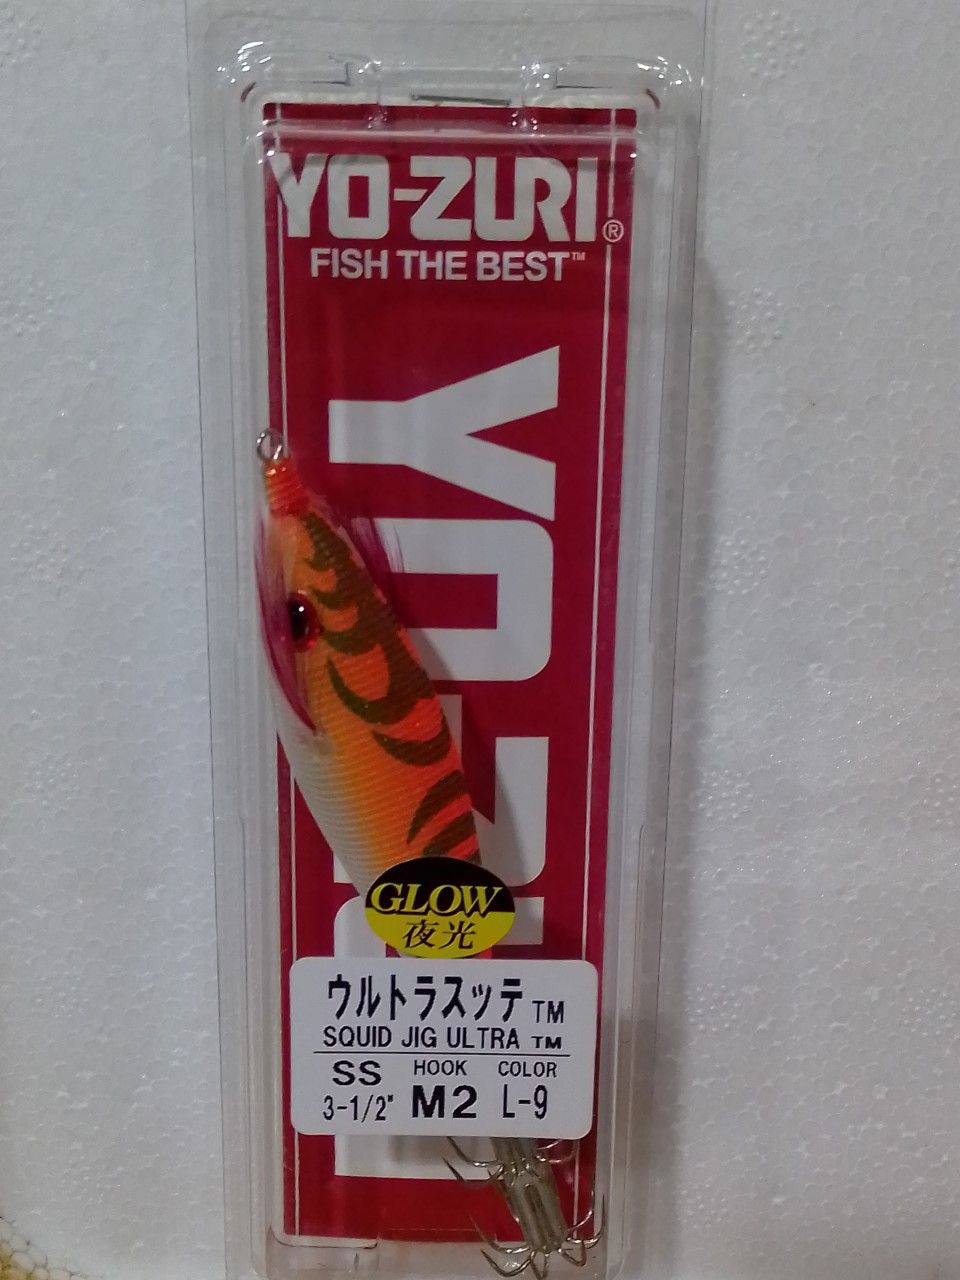 YO-ZURI®
FISH THE BEST™
YO-ZURI
GLOW
夜光
ウルトラスッテ TM
SQUID JIG ULTRA TM
SS HOOK COLOR
3-1/2" M2 L-9